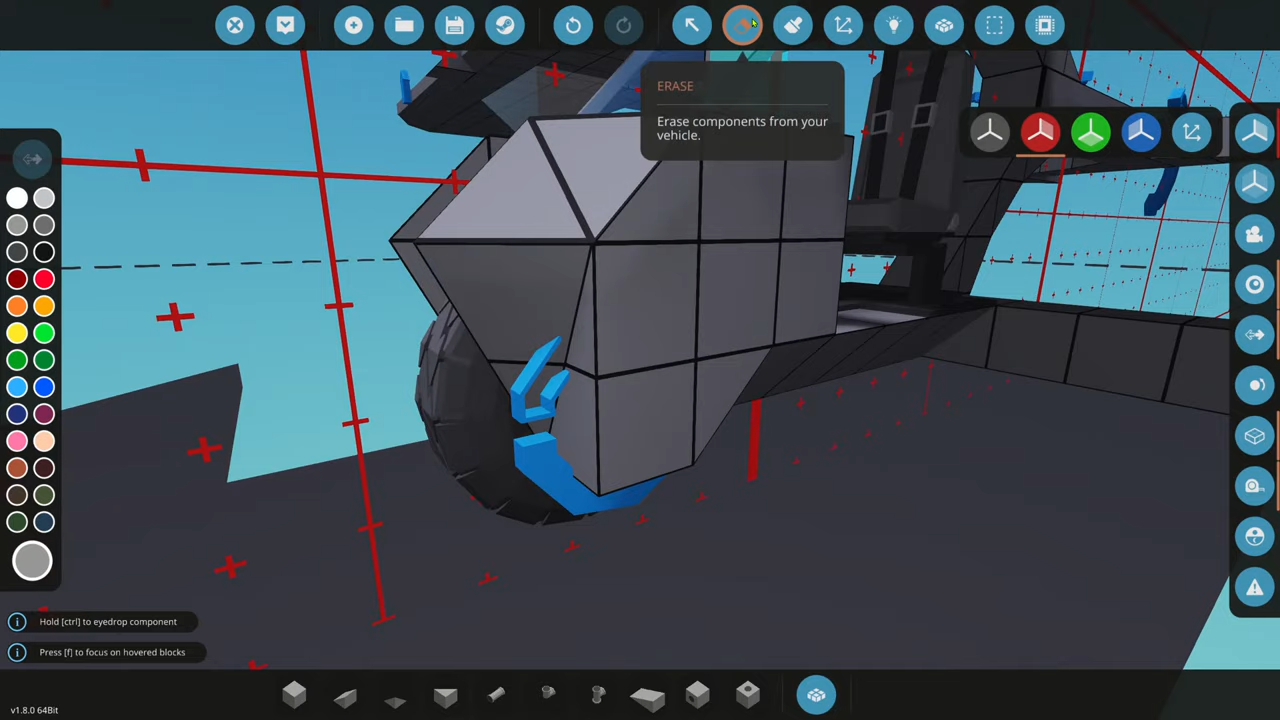 ERASE
Erase components from your
vehicle.
Hold [ctrl] to eyedrop component
Press [f] to focus on hovered blocks
v1.8.0 64Bit